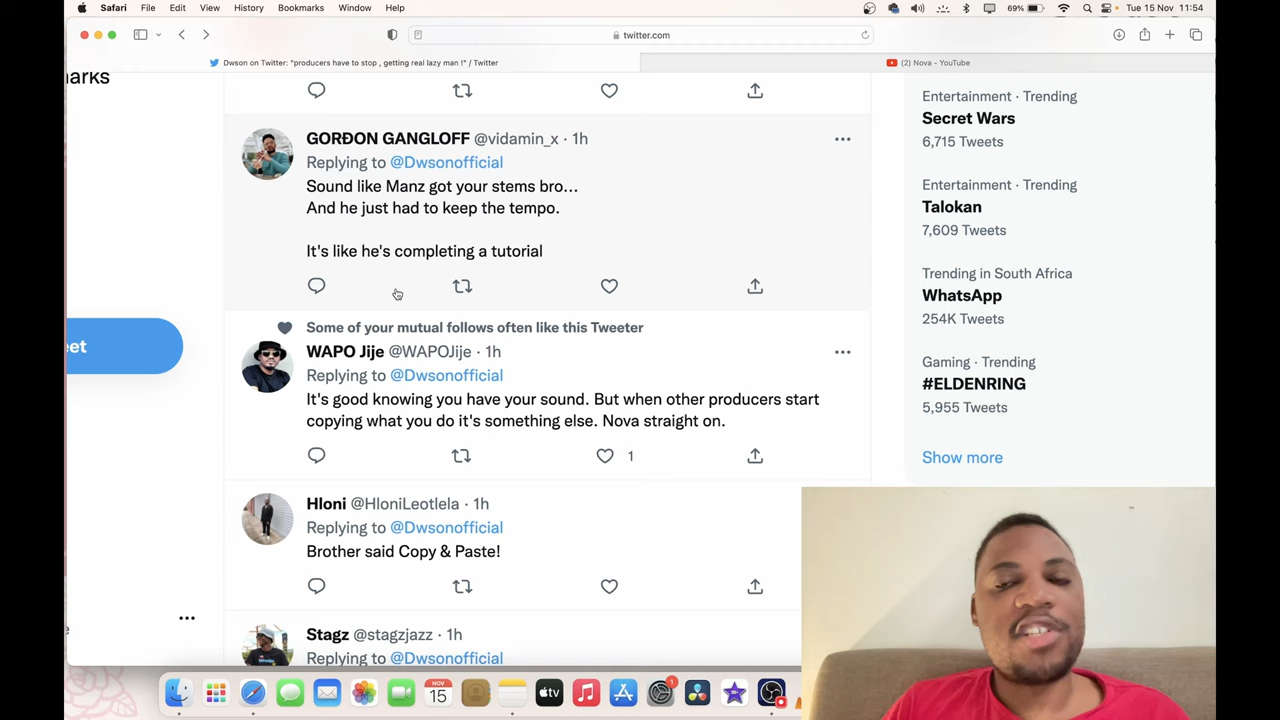 Safari File Edit View History Bookmarks Window Help
69% Tue 15 Nov 11:54
twitter.com
Dwson on Twitter: "producers have to stop , getting real lazy man !" / Twitter
(2) Nova - YouTube
arks
eet
GORĐON GANGLOFF @vidamin_x · 1h
Replying to @Dwsonofficial
Sound like Manz got your stems bro...
And he just had to keep the tempo.
It's like he's completing a tutorial
Some of your mutual follows often like this Tweeter
WAPO Jije @WAPOJije · 1h
Replying to @Dwsonofficial
It's good knowing you have your sound. But when other producers start
copying what you do it's something else. Nova straight on.
1
Hloni @HloniLeotlela · 1h
Replying to @Dwsonofficial
Brother said Copy & Paste!
Stagz @stagzjazz · 1h
Replying to @Dwsonofficial
Entertainment · Trending
Secret Wars
6,715 Tweets
Entertainment · Trending
Talokan
7,609 Tweets
Trending in South Africa
WhatsApp
254K Tweets
Gaming · Trending
#ELDENRING
5,955 Tweets
Show more
NOV
15
tv
1